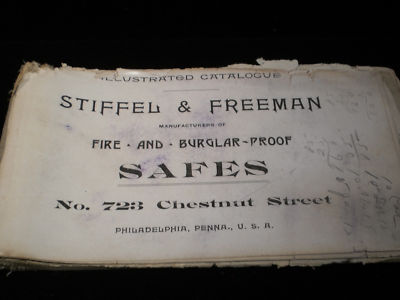 ILLUSTRATED CATALOGUE
STIFFEL & FREEMAN
MANUFACTURERS OF
FIRE · AND · BURGLAR-PROOF
SAFES
No. 723 Chestnut Street
PHILADELPHIA, PENNA., U. S. A.